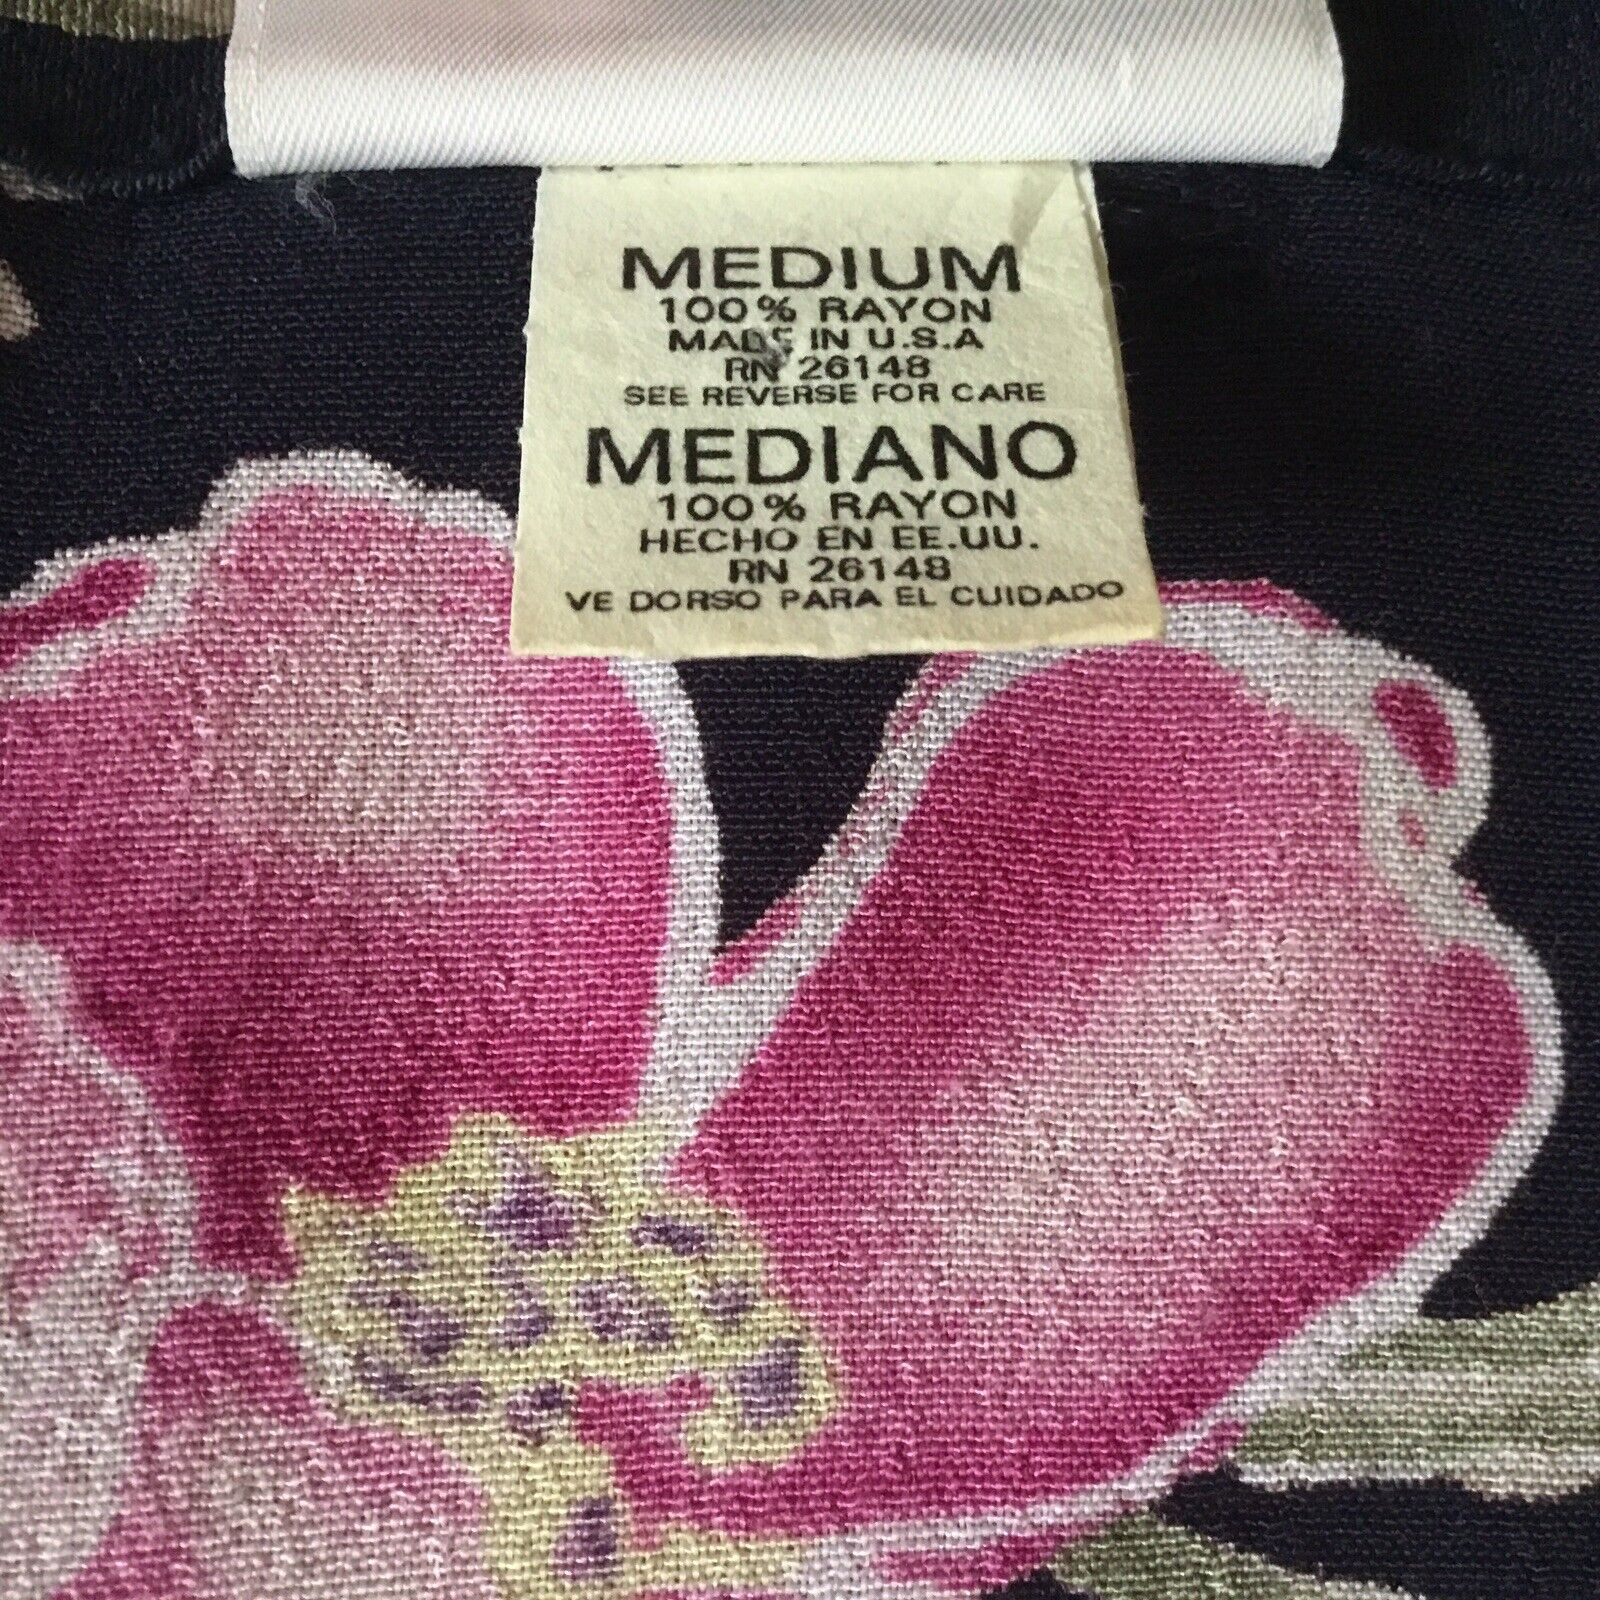 MEDIUM
100% RAYON
MADE IN U.S.A
RN 26148
SEE REVERSE FOR CARE
MEDIANO
100% RAYON
HECHO EN EE.UU.
RN 26148
VE DORSO PARA EL CUIDADO